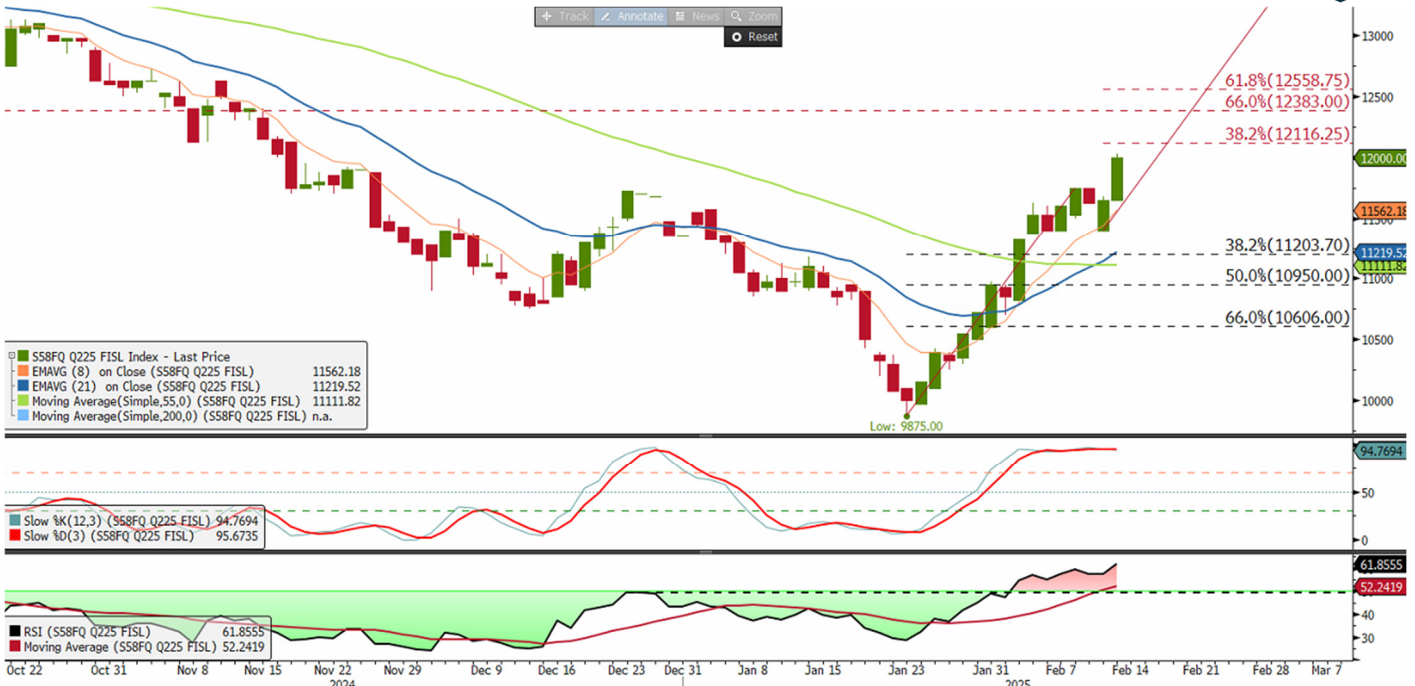 Track Annotate News Zoom
Reset
13000
61.8%(12558.75)
12500
66.0%(12383.00)
38.2%(12116.25)
12000.00
11562.18
11500
38.2%(11203.70)
11219.52
11111.82
11000
50.0%(10950.00)
66.0%(10606.00)
10500
10000
Low: 9875.00
S58FQ Q225 FISL Index - Last Price
EMAVG (8) on Close (S58FQ Q225 FISL) 11562.18
EMAVG (21) on Close (S58FQ Q225 FISL) 11219.52
Moving Average(Simple,55,0) (S58FQ Q225 FISL) 11111.82
Moving Average(Simple,200,0) (S58FQ Q225 FISL) n.a.
94.7694
50
0
Slow %K(12,3) (S58FQ Q225 FISL) 94.7694
Slow %D(3) (S58FQ Q225 FISL) 95.6735
61.8555
52.2419
40
30
RSI (S58FQ Q225 FISL) 61.8555
Moving Average (S58FQ Q225 FISL) 52.2419
Oct 22 Oct 31 Nov 8 Nov 15 Nov 22 Nov 29 Dec 9 Dec 16 Dec 23 Dec 31 Jan 8 Jan 15 Jan 23 Jan 31 Feb 7 Feb 14 Feb 21 Feb 28 Mar 7
2024 2025